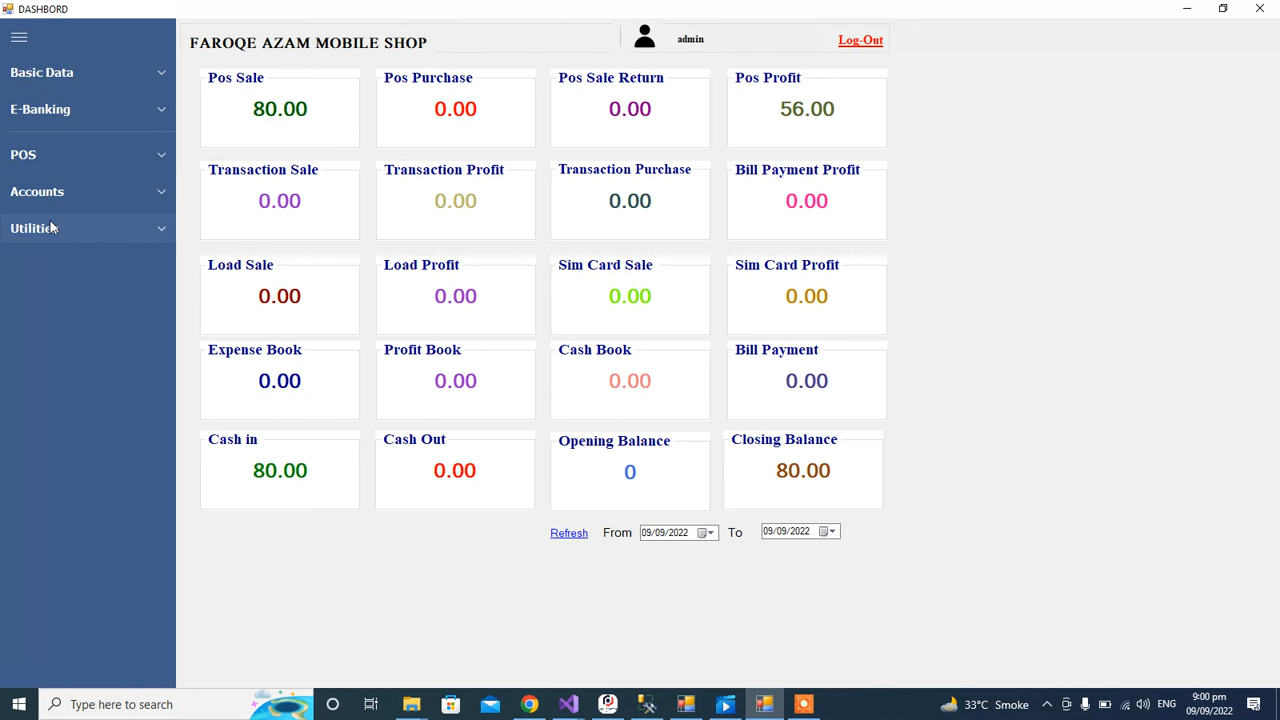 DASHBORD
FAROQE AZAM MOBILE SHOP
admin
Log-Out
Basic Data
E-Banking
POS
Accounts
Utilities
Pos Sale
80.00
Pos Purchase
0.00
Pos Sale Return
0.00
Pos Profit
56.00
Transaction Sale
0.00
Transaction Profit
0.00
Transaction Purchase
0.00
Bill Payment Profit
0.00
Load Sale
0.00
Load Profit
0.00
Sim Card Sale
0.00
Sim Card Profit
0.00
Expense Book
0.00
Profit Book
0.00
Cash Book
0.00
Bill Payment
0.00
Cash in
80.00
Cash Out
0.00
Opening Balance
0
Closing Balance
80.00
Refresh From 09/09/2022 To 09/09/2022
Type here to search
33°C Smoke
ENG
9:00 pm
09/09/2022